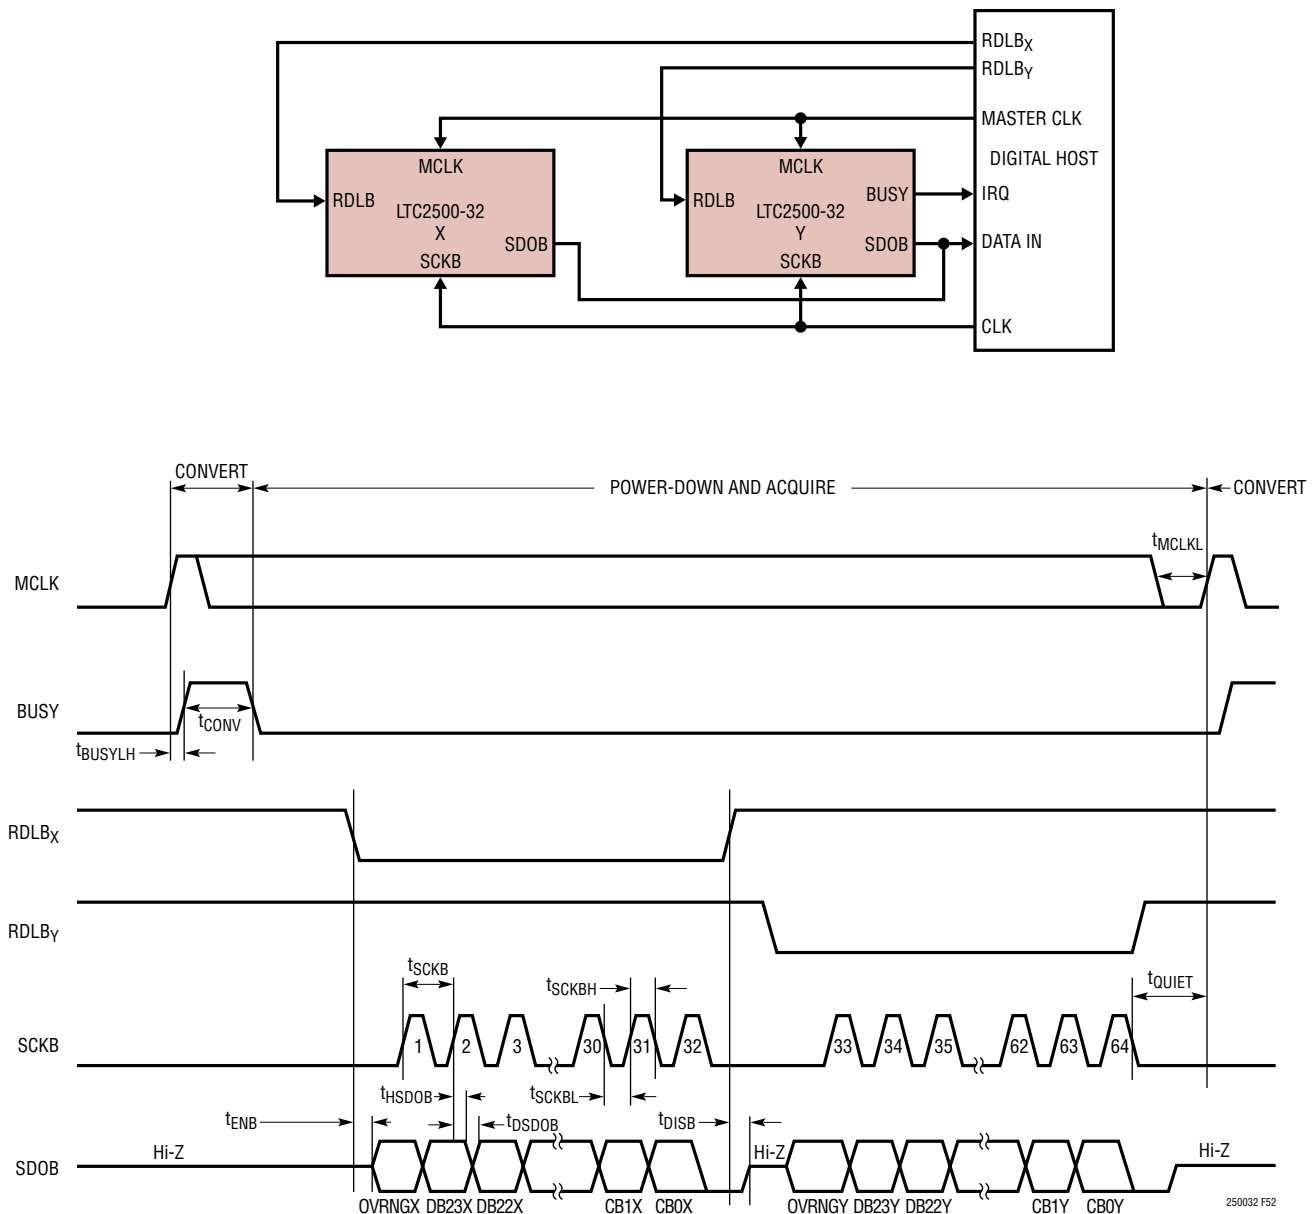 RDLBX
RDLBY
MASTER CLK
DIGITAL HOST
IRQ
DATA IN
CLK
MCLK
RDLB
LTC2500-32
X
SDOB
SCKB
MCLK
BUSY
RDLB
LTC2500-32
Y
SDOB
SCKB
CONVERT
POWER-DOWN AND ACQUIRE
CONVERT
tMCLKL
MCLK
BUSY
tCONV
tBUSYLH
RDLBX
RDLBY
tSCKB
tSCKBH
tQUIET
SCKB
1 2 3 30 31 32 33 34 35 62 63 64
tHSDOB
tSCKBL
tENB
tDSDOB
tDISB
Hi-Z
Hi-Z
Hi-Z
SDOB
OVRNGX DB23X DB22X CB1X CB0X OVRNGY DB23Y DB22Y CB1Y CB0Y
250032 F52